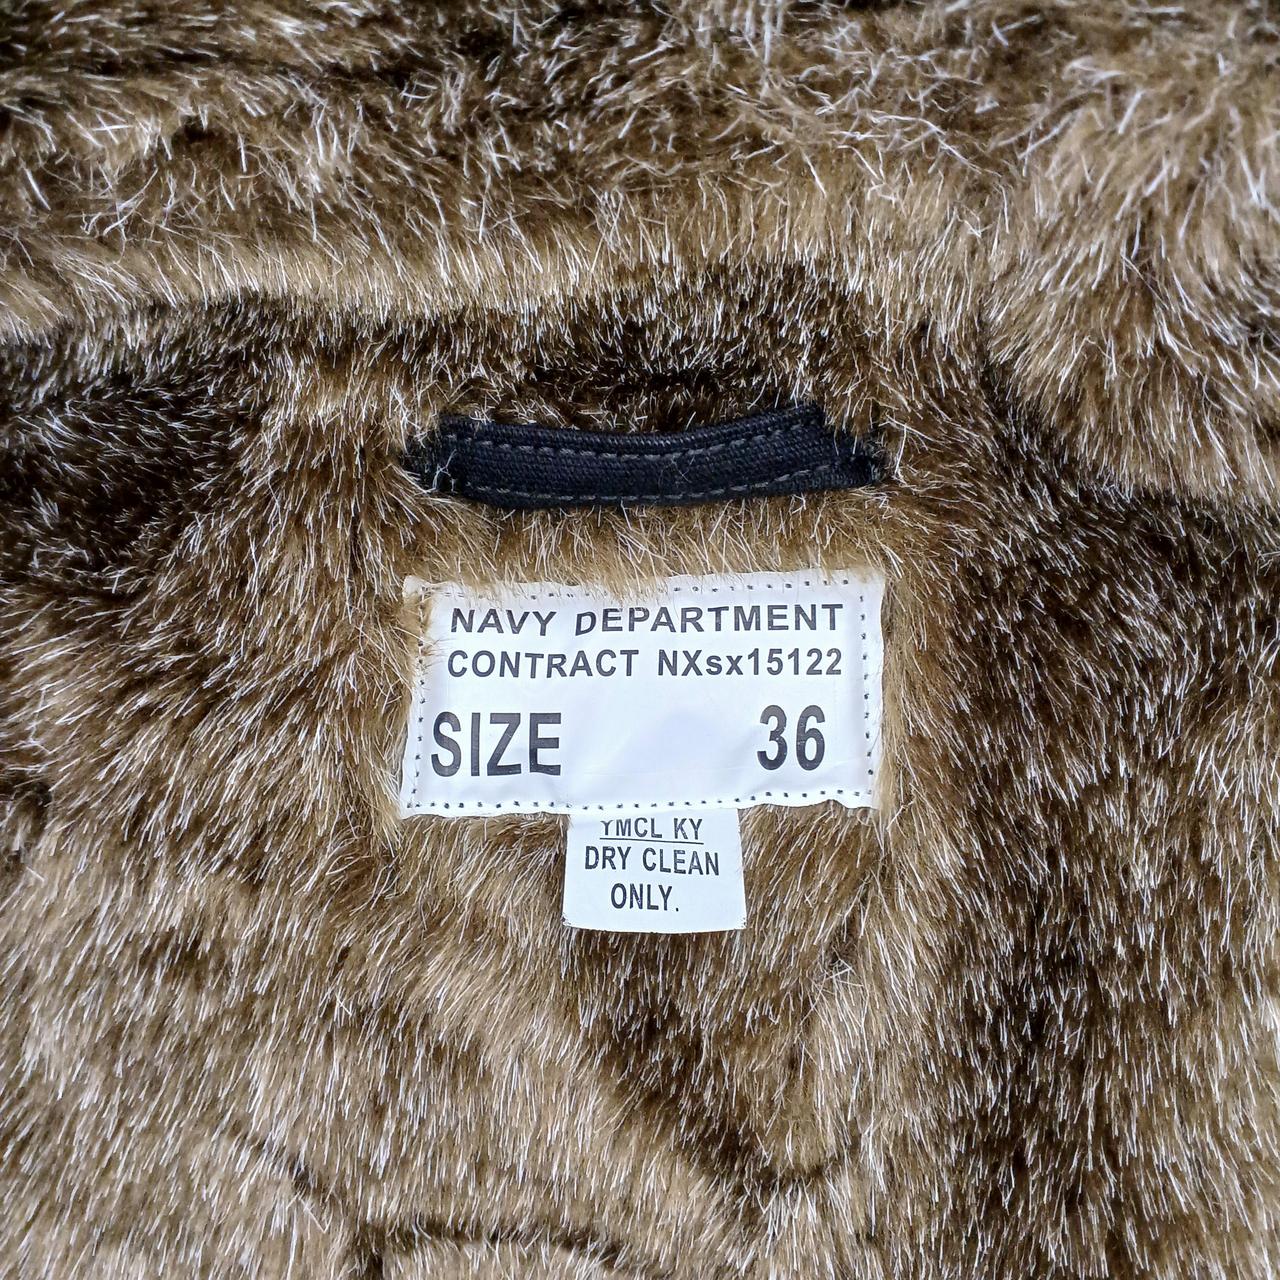 NAVY DEPARTMENT
CONTRACT NXsx15122
SIZE 36
YMCL KY
DRY CLEAN
ONLY.